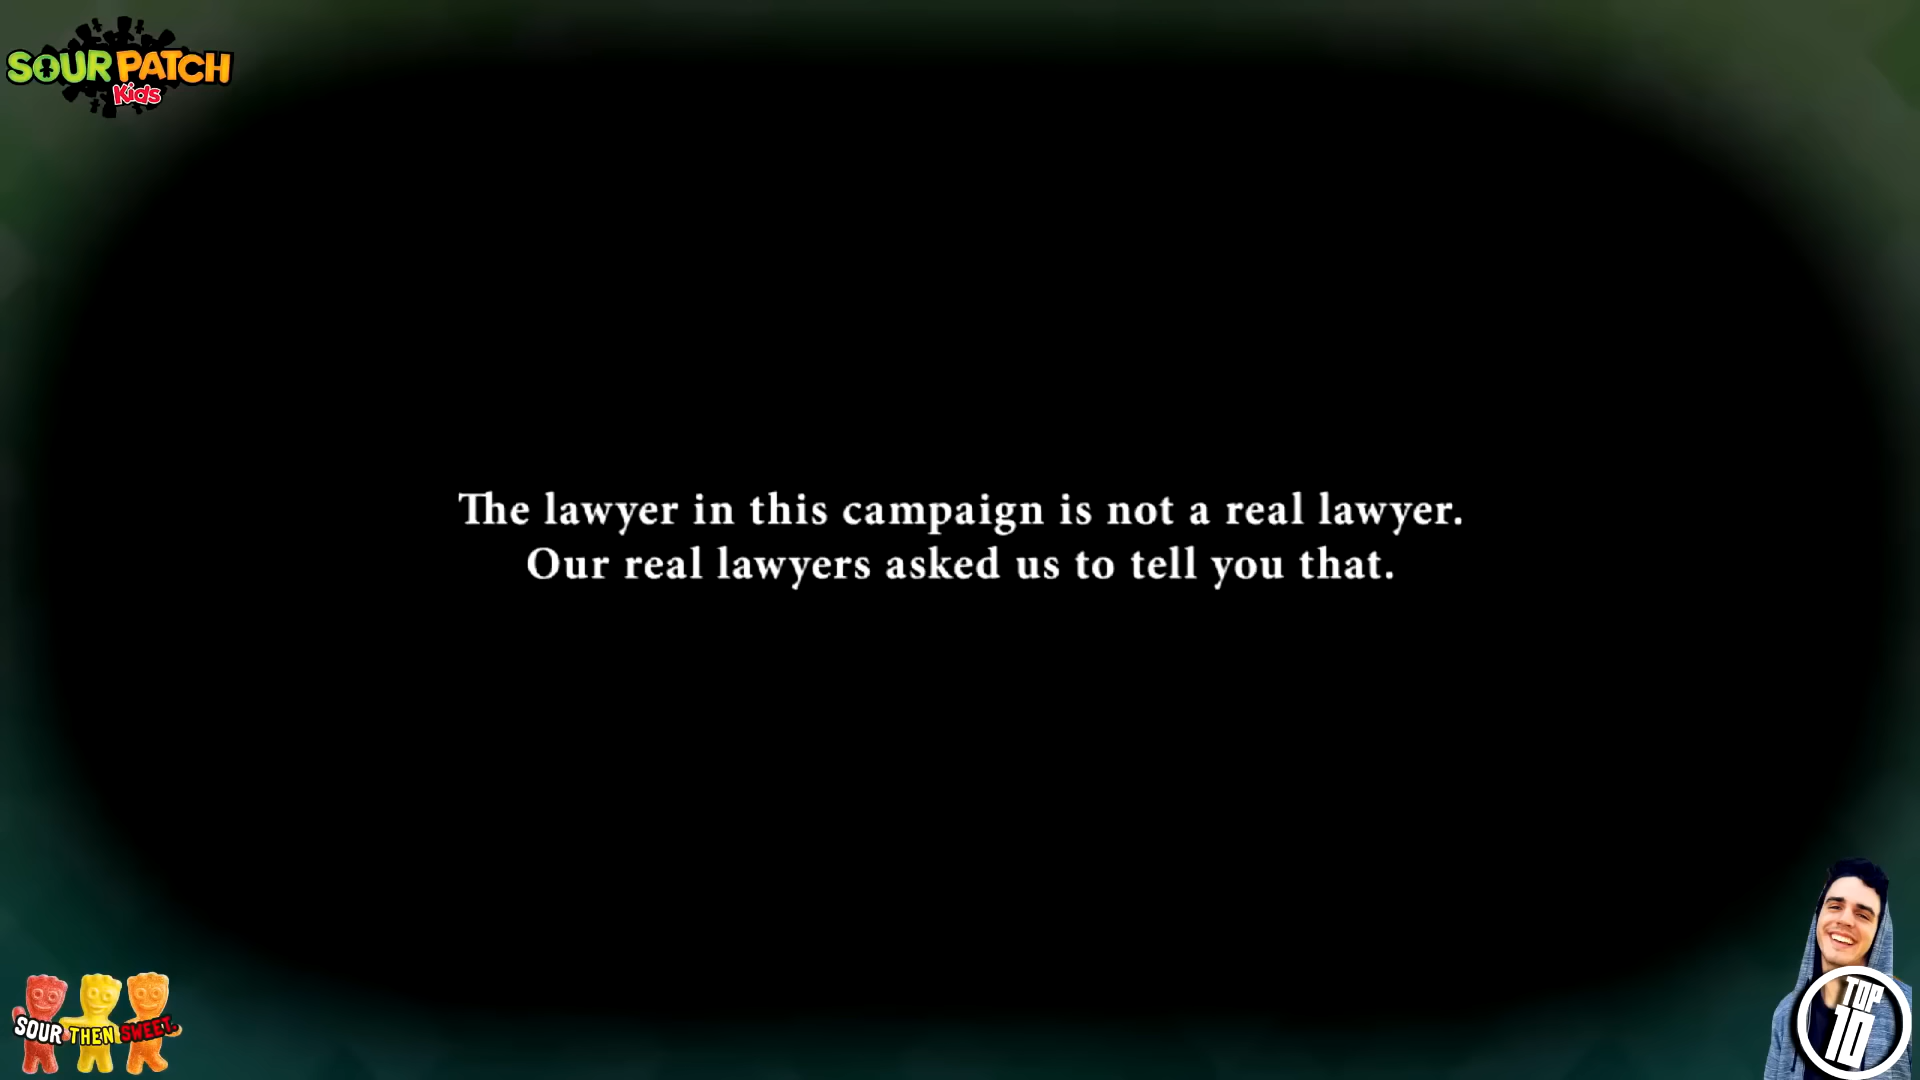 SOUR PATCH
Kids
The lawyer in this campaign is not a real lawyer.
Our real lawyers asked us to tell you that.
SOUR THEN SWEET.
TOP
10